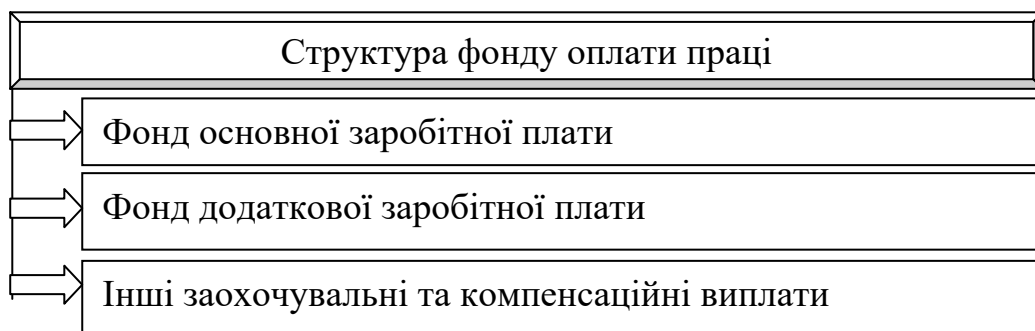 Структура фонду оплати праці
Фонд основної заробітної плати
Фонд додаткової заробітної плати
Інші заохочувальні та компенсаційні виплати